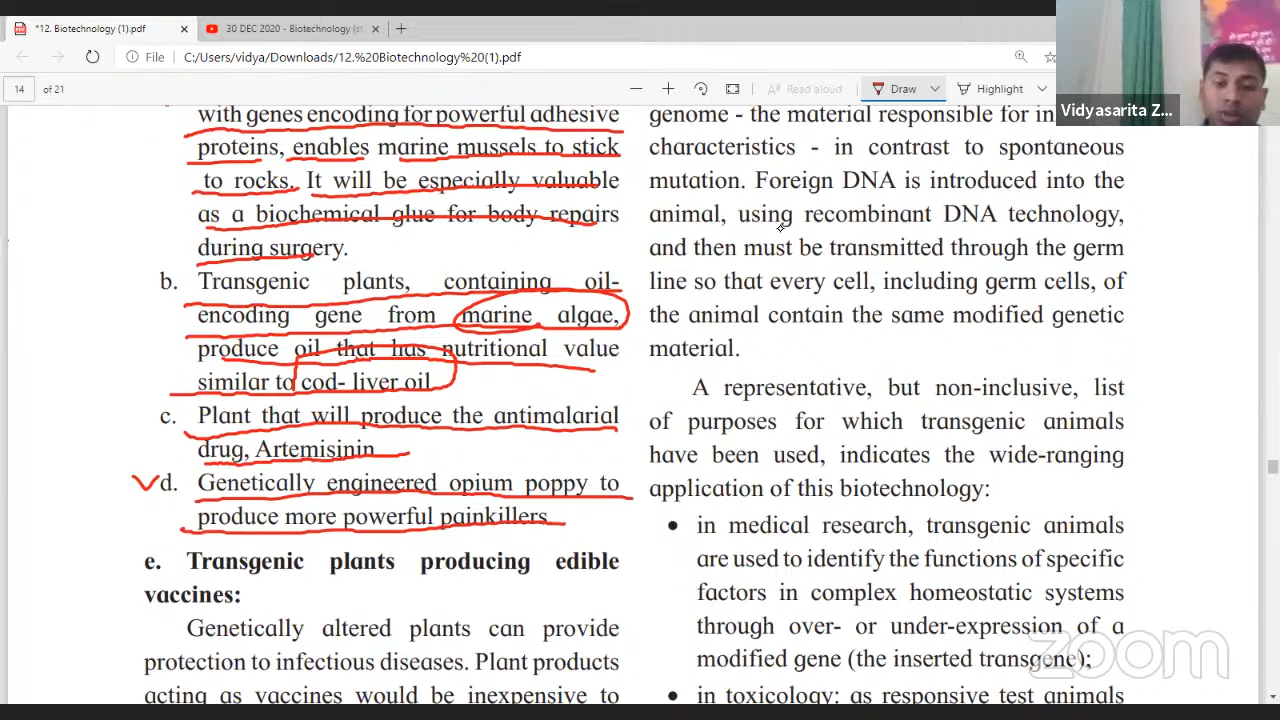 *12. Biotechnology (1).pdf
30 DEC 2020 - Biotechnology (s
File C:/Users/vidya/Downloads/12.%20Biotechnology%20(1).pdf
14 of 21
Read aloud
Draw
Highlight
Vidyasarita Z...
with genes encoding for powerful adhesive
proteins, enables marine mussels to stick
to rocks. It will be especially valuable
as a biochemical glue for body repairs
during surgery.
b. Transgenic plants, containing oil-
encoding gene from marine algae,
produce oil that has nutritional value
similar to cod- liver oil
c. Plant that will produce the antimalarial
drug, Artemisinin
d. Genetically engineered opium poppy to
produce more powerful painkillers
e. Transgenic plants producing edible
vaccines:
Genetically altered plants can provide
protection to infectious diseases. Plant products
acting as vaccines would be inexpensive to
genome - the material responsible for in
characteristics - in contrast to spontaneous
mutation. Foreign DNA is introduced into the
animal, using recombinant DNA technology,
and then must be transmitted through the germ
line so that every cell, including germ cells, of
the animal contain the same modified genetic
material.
A representative, but non-inclusive, list
of purposes for which transgenic animals
have been used, indicates the wide-ranging
application of this biotechnology:
• in medical research, transgenic animals
are used to identify the functions of specific
factors in complex homeostatic systems
through over- or under-expression of a
modified gene (the inserted transgene);
• in toxicology: as responsive test animals
zoom